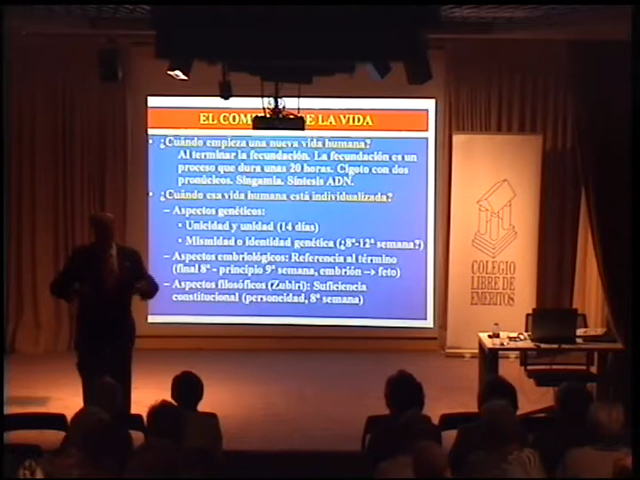 EL COM E LA VIDA
• ¿Cuándo empieza una nueva vida humana?
Al terminar la fecundación. La fecundación es un
proceso que dura unas 20 horas. Cigoto con dos
pronúcleos. Singamia. Síntesis ADN.
• ¿Cuándo esa vida humana está individualizada?
– Aspectos genéticos:
• Unicidad y unidad (14 días)
• Mismidad o identidad genética (¿8ª-12ª semana?)
– Aspectos embriológicos: Referencia al término
(final 8ª - principio 9ª semana, embrión → feto)
– Aspectos filosóficos (Zubiri): Suficiencia
constitucional (personeidad, 8ª semana)
COLEGIO
LIBRE DE
EMERITOS